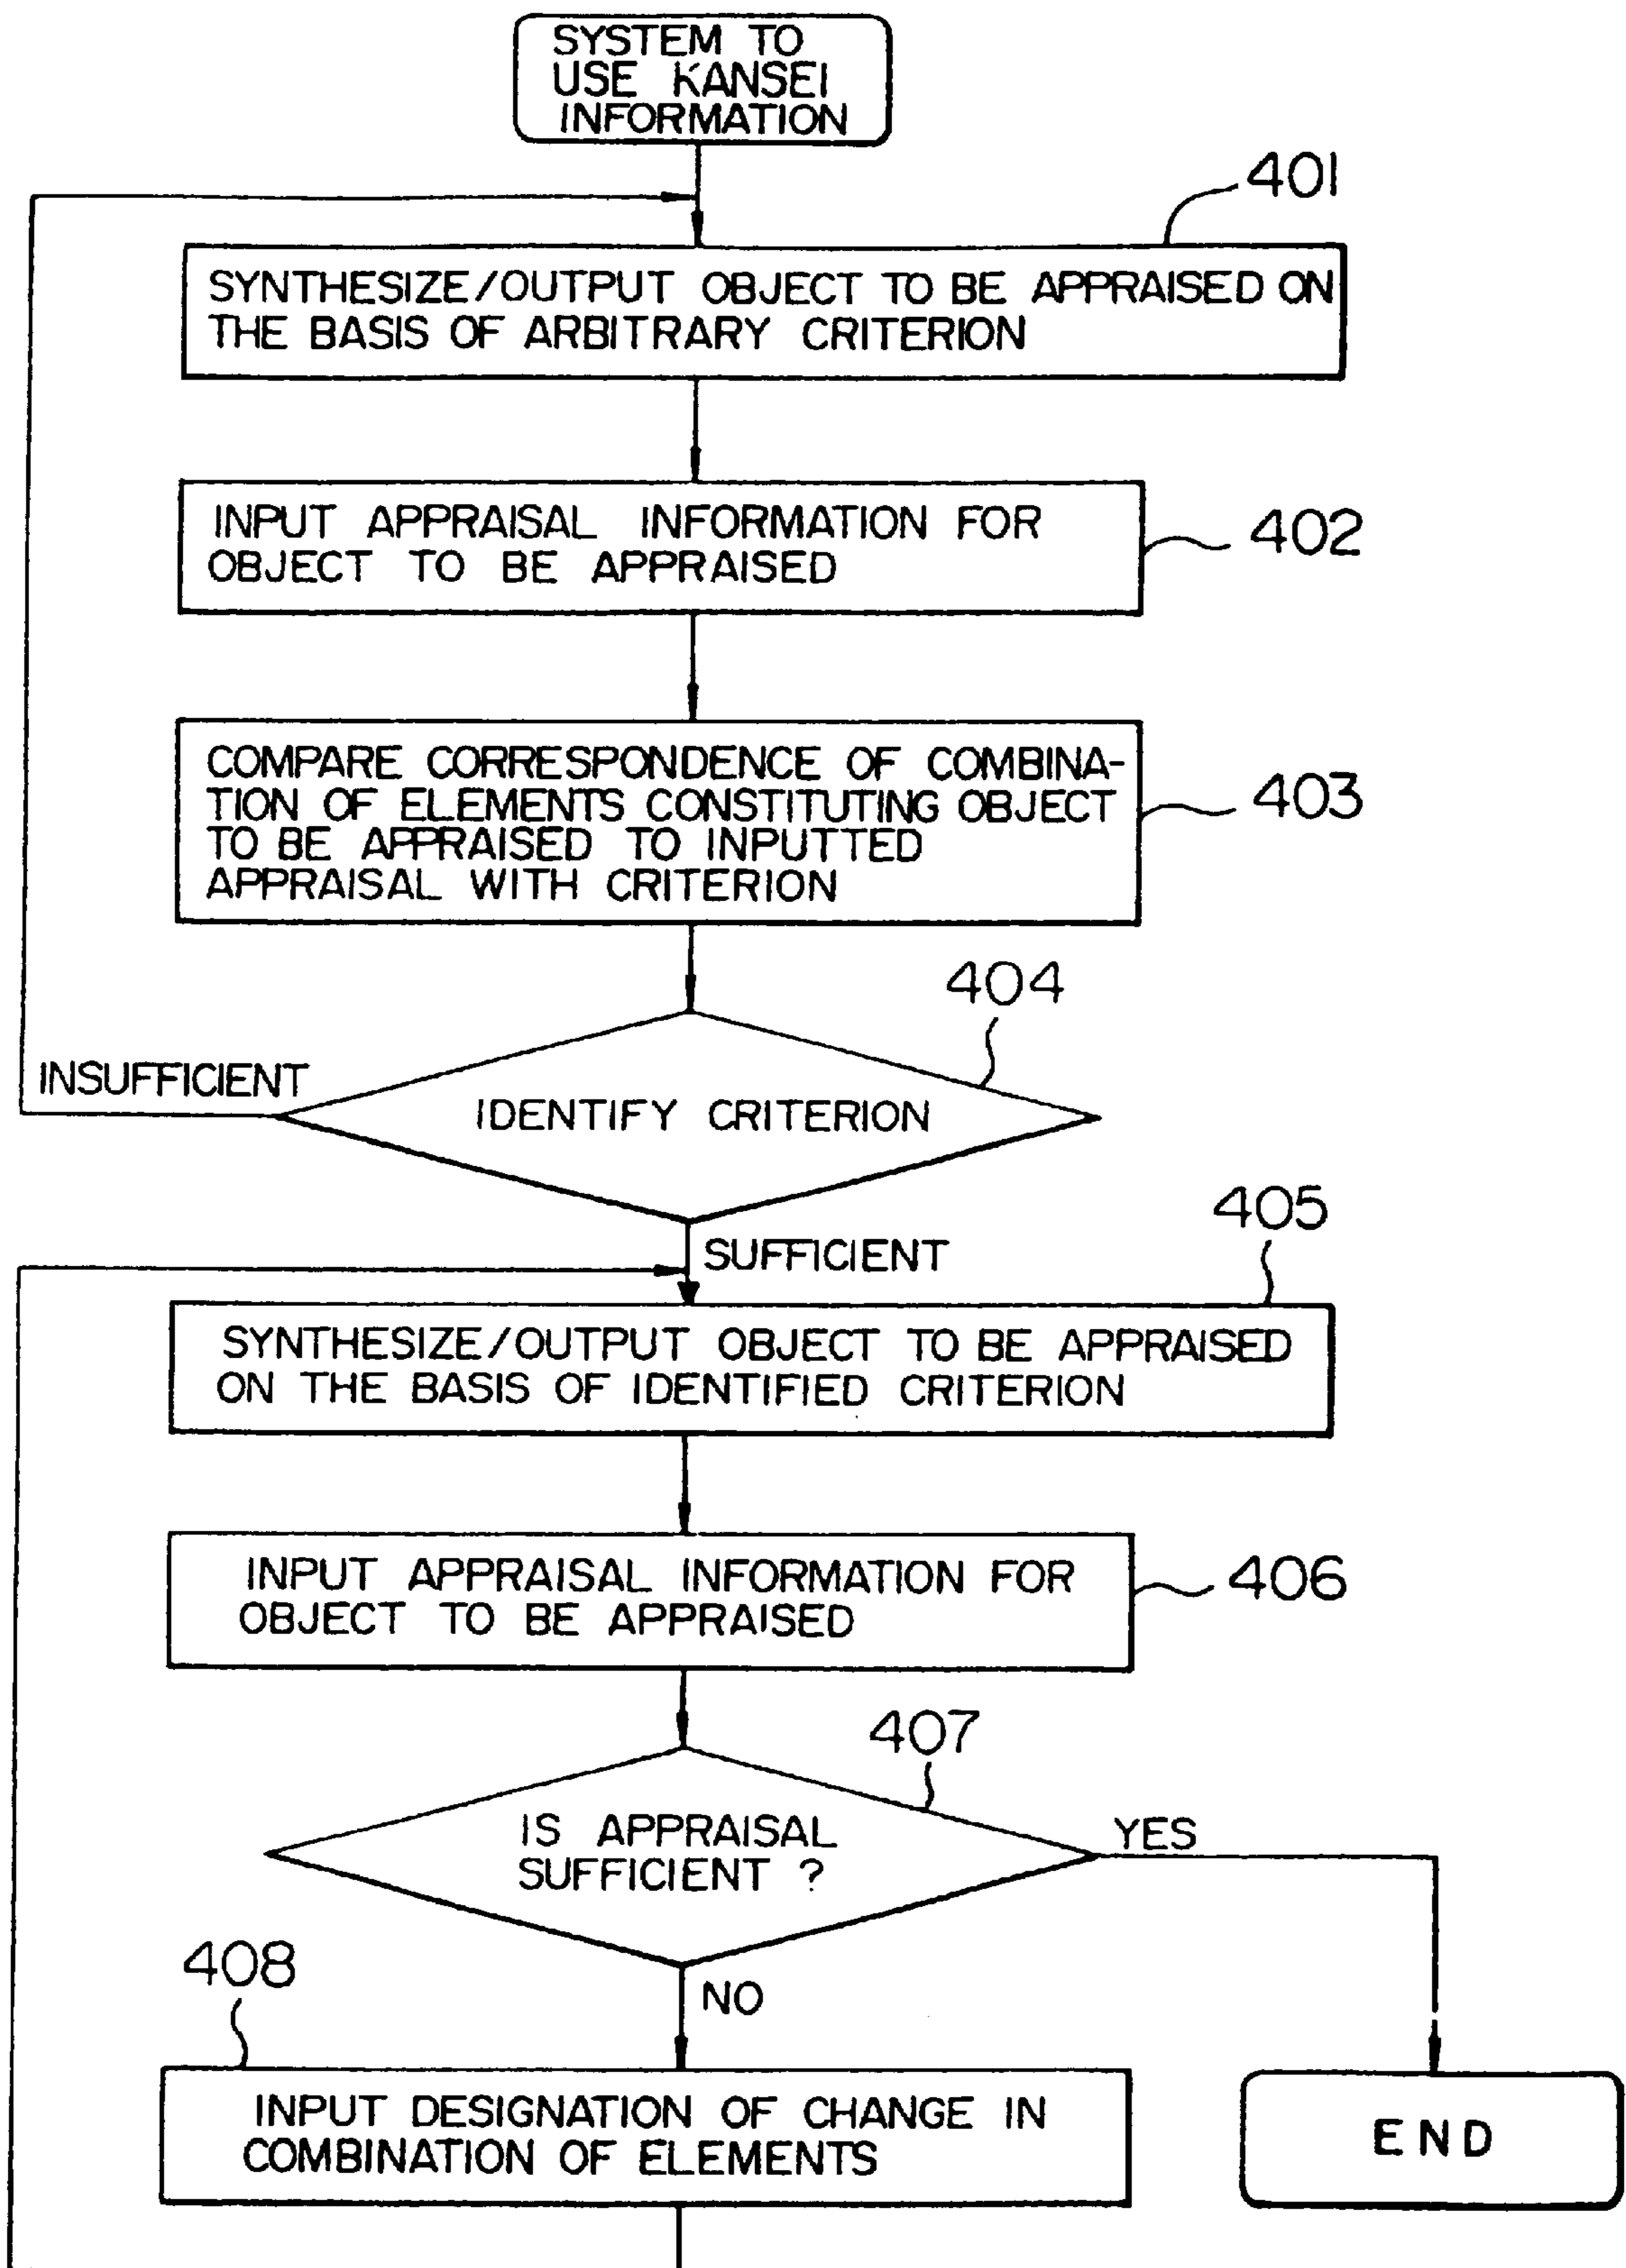 SYSTEM TO
USE KANSEI
INFORMATION
401
SYNTHESIZE/OUTPUT OBJECT TO BE APPRAISED ON
THE BASIS OF ARBITRARY CRITERION
INPUT APPRAISAL INFORMATION FOR
OBJECT TO BE APPRAISED
402
COMPARE CORRESPONDENCE OF COMBINA-
TION OF ELEMENTS CONSTITUTING OBJECT
TO BE APPRAISED TO INPUTTED
APPRAISAL WITH CRITERION
403
404
INSUFFICIENT
IDENTIFY CRITERION
405
SUFFICIENT
SYNTHESIZE/OUTPUT OBJECT TO BE APPRAISED
ON THE BASIS OF IDENTIFIED CRITERION
INPUT APPRAISAL INFORMATION FOR
OBJECT TO BE APPRAISED
406
407
IS APPRAISAL
SUFFICIENT ?
YES
408
NO
INPUT DESIGNATION OF CHANGE IN
COMBINATION OF ELEMENTS
END